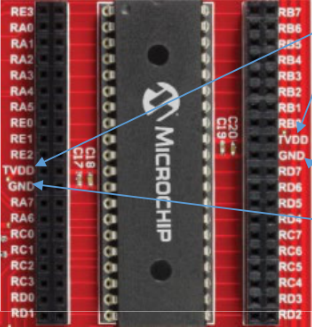 RE3
RA0
RA1
RA2
RA3
RA4
RA5
RE0
RE1
RE2
TVDD
GND
RA7
RA6
RC0
RC1
RC2
RC3
RD0
RD1
C17
C18
MICROCHIP
C19
C20
RB7
RB6
RB5
RB4
RB3
RB2
RB1
RB0
TVDD
GND
RD7
RD6
RD5
RD4
RC7
RC6
RC5
RC4
RD3
RD2